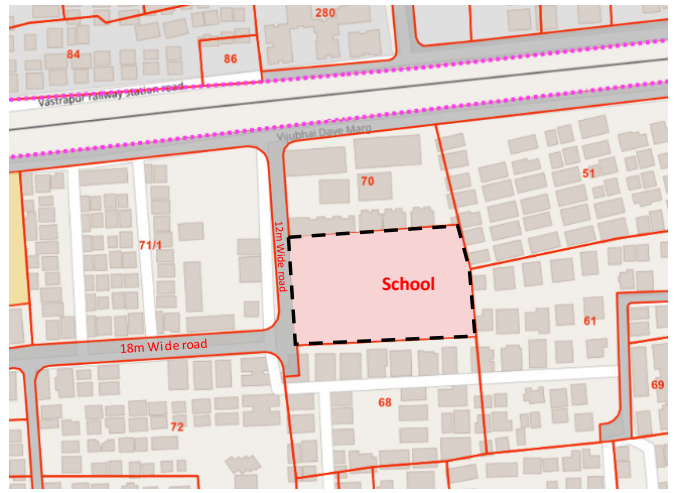 280
84
86
Vastrapur railway station road
Vijubhai Dave Marg
70
51
71/1
12m Wide road
School
61
18m Wide road
69
68
72